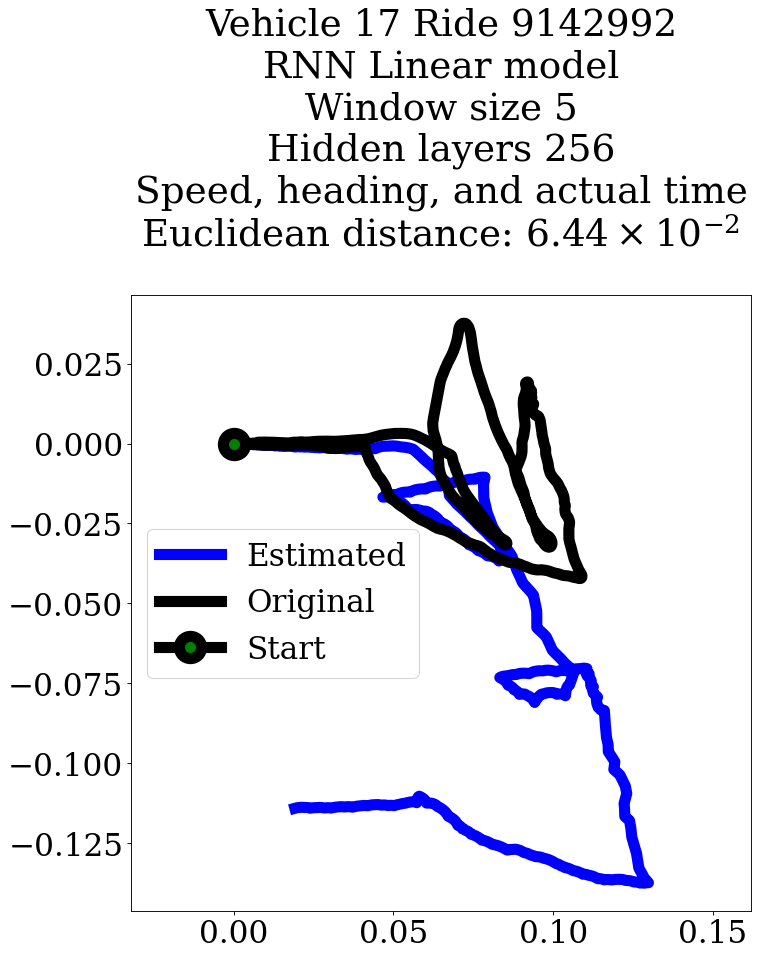 Vehicle 17 Ride 9142992
RNN Linear model
Window size 5
Hidden layers 256
Speed, heading, and actual time
Euclidean distance: 6.44 × 10⁻²
0.025
0.000
−0.025
−0.050
−0.075
−0.100
−0.125
Estimated
Original
Start
0.00 0.05 0.10 0.15